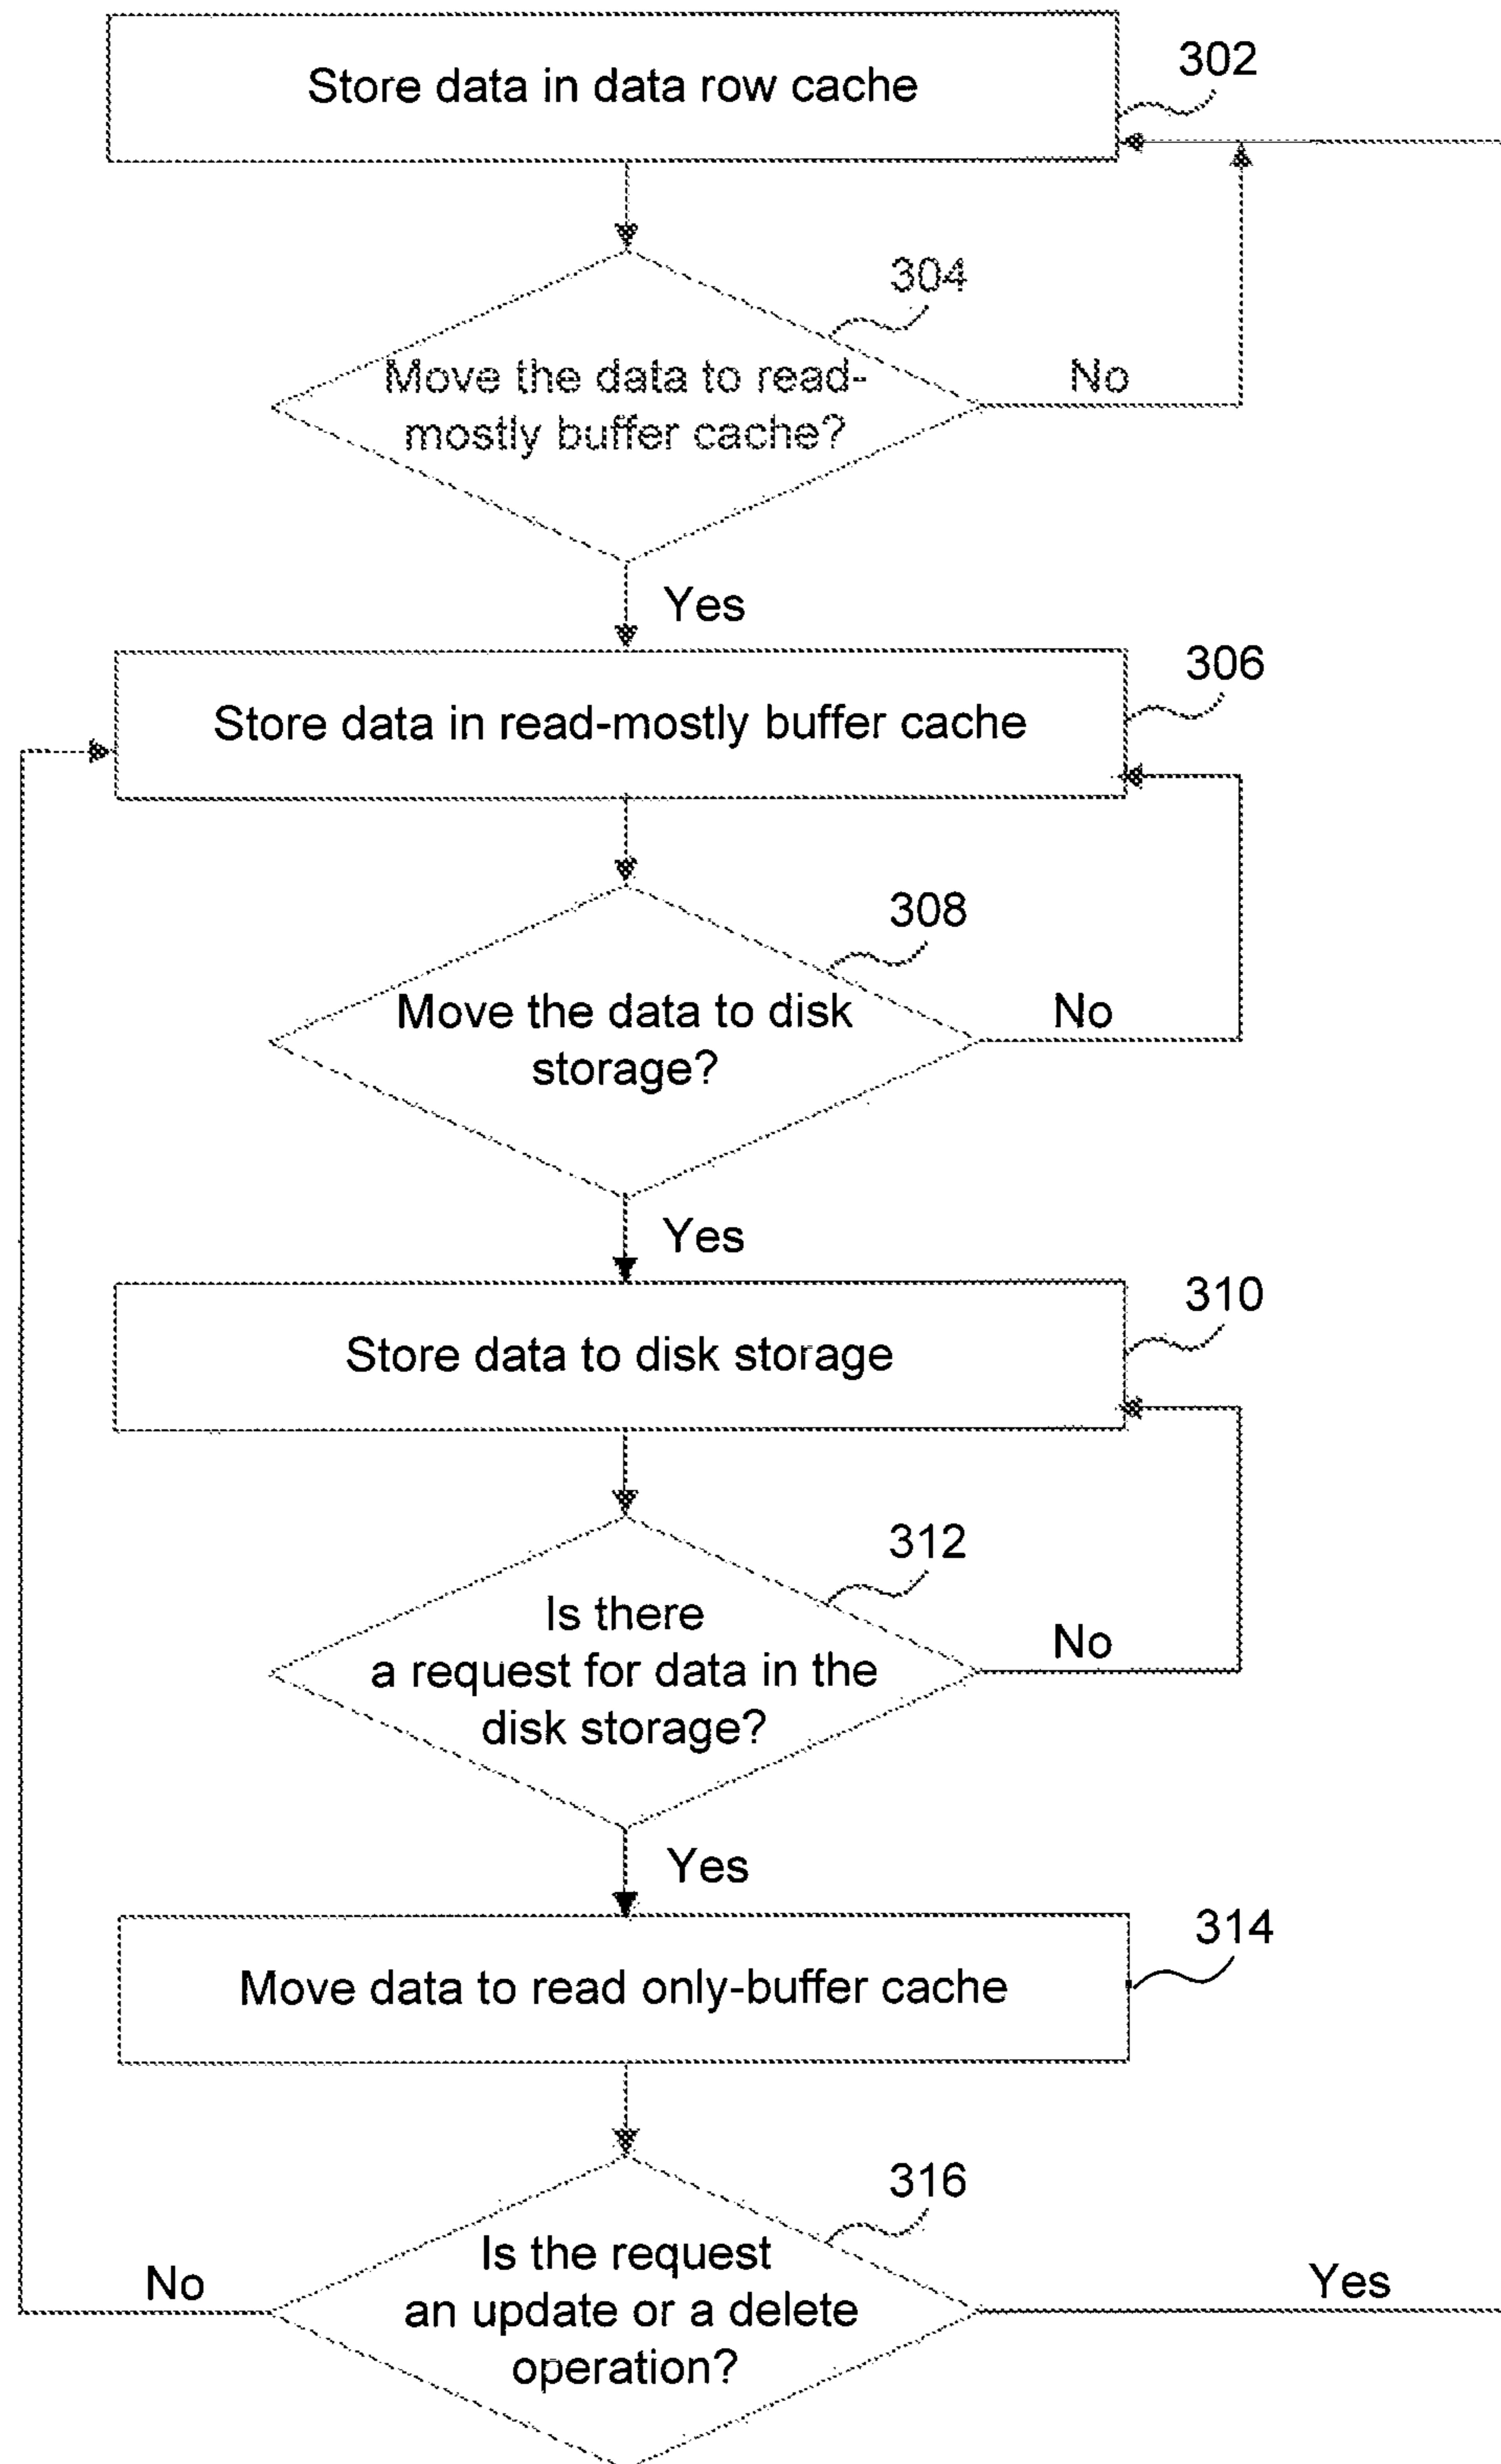 Store data in data row cache
302
304
Move the data to read-
mostly buffer cache?
No
Yes
306
Store data in read-mostly buffer cache
308
Move the data to disk
storage?
No
Yes
310
Store data to disk storage
312
Is there
a request for data in the
disk storage?
No
Yes
314
Move data to read only-buffer cache
316
Is the request
an update or a delete
operation?
No
Yes